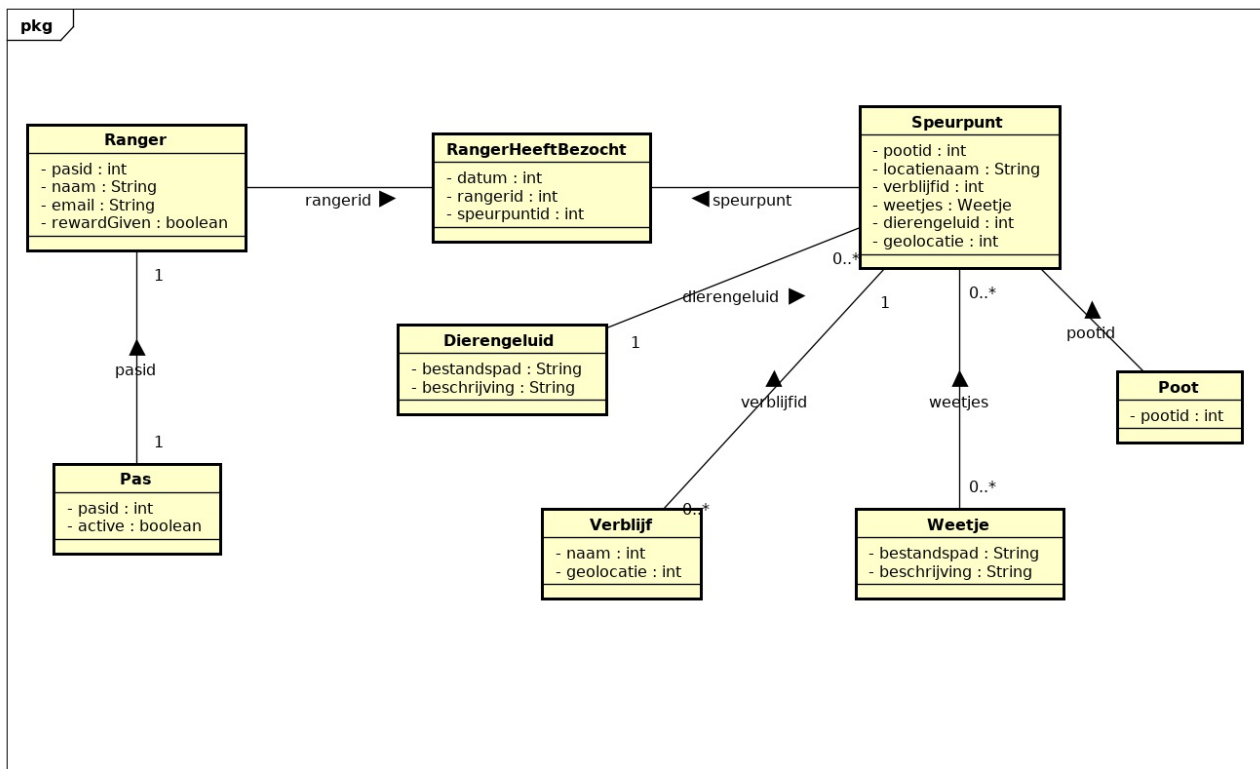 pkg
Ranger
- pasid : int
- naam : String
- email : String
- rewardGiven : boolean
rangerid
RangerHeeftBezocht
- datum : int
- rangerid : int
- speurpuntid : int
speurpunt
Speurpunt
- pootid : int
- locatienaam : String
- verblijfid : int
- weetjes : Weetje
- dierengeluid : int
- geolocatie : int
1
pasid
1
Pas
- pasid : int
- active : boolean
0..*
dierengeluid
1
Dierengeluid
- bestandspad : String
- beschrijving : String
1
verblijfid
0..*
Verblijf
- naam : int
- geolocatie : int
0..*
weetjes
0..*
Weetje
- bestandspad : String
- beschrijving : String
pootid
Poot
- pootid : int